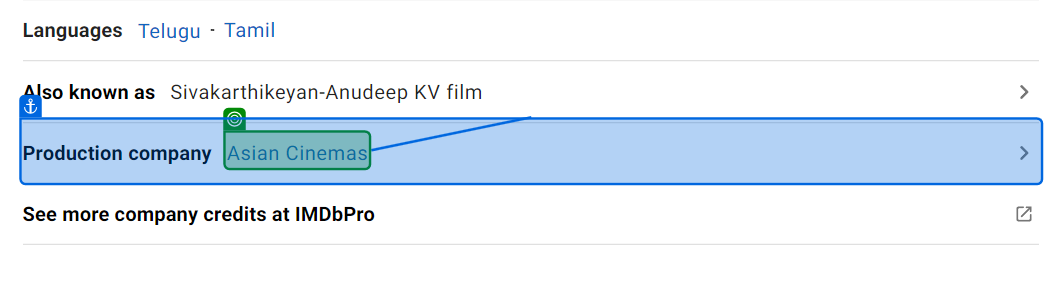 Languages Telugu · Tamil
Also known as Sivakarthikeyan-Anudeep KV film
Production company Asian Cinemas
See more company credits at IMDbPro